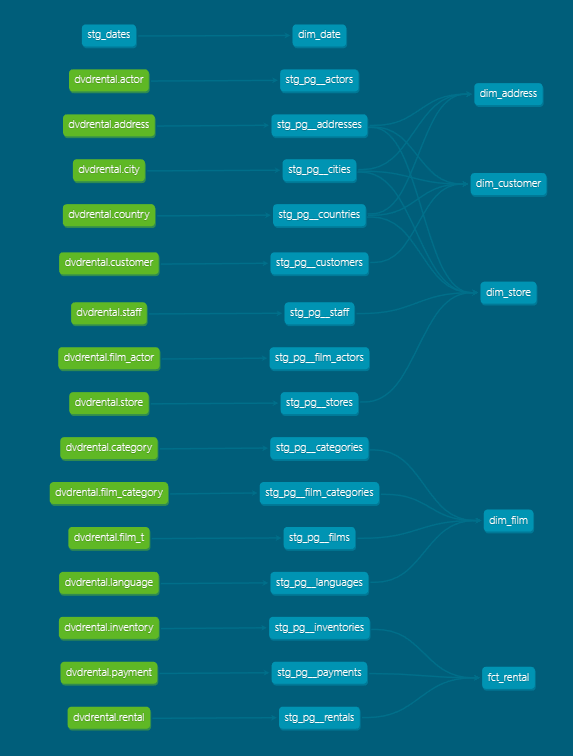 stg_dates
dim_date
dvdrental.actor
stg_pg__actors
dim_address
dvdrental.address
stg_pg__addresses
dvdrental.city
stg_pg__cities
dim_customer
dvdrental.country
stg_pg__countries
dvdrental.customer
stg_pg__customers
dim_store
dvdrental.staff
stg_pg__staff
dvdrental.film_actor
stg_pg__film_actors
dvdrental.store
stg_pg__stores
dvdrental.category
stg_pg__categories
dvdrental.film_category
stg_pg__film_categories
dim_film
dvdrental.film_t
stg_pg__films
dvdrental.language
stg_pg__languages
dvdrental.inventory
stg_pg__inventories
dvdrental.payment
stg_pg__payments
fct_rental
dvdrental.rental
stg_pg__rentals